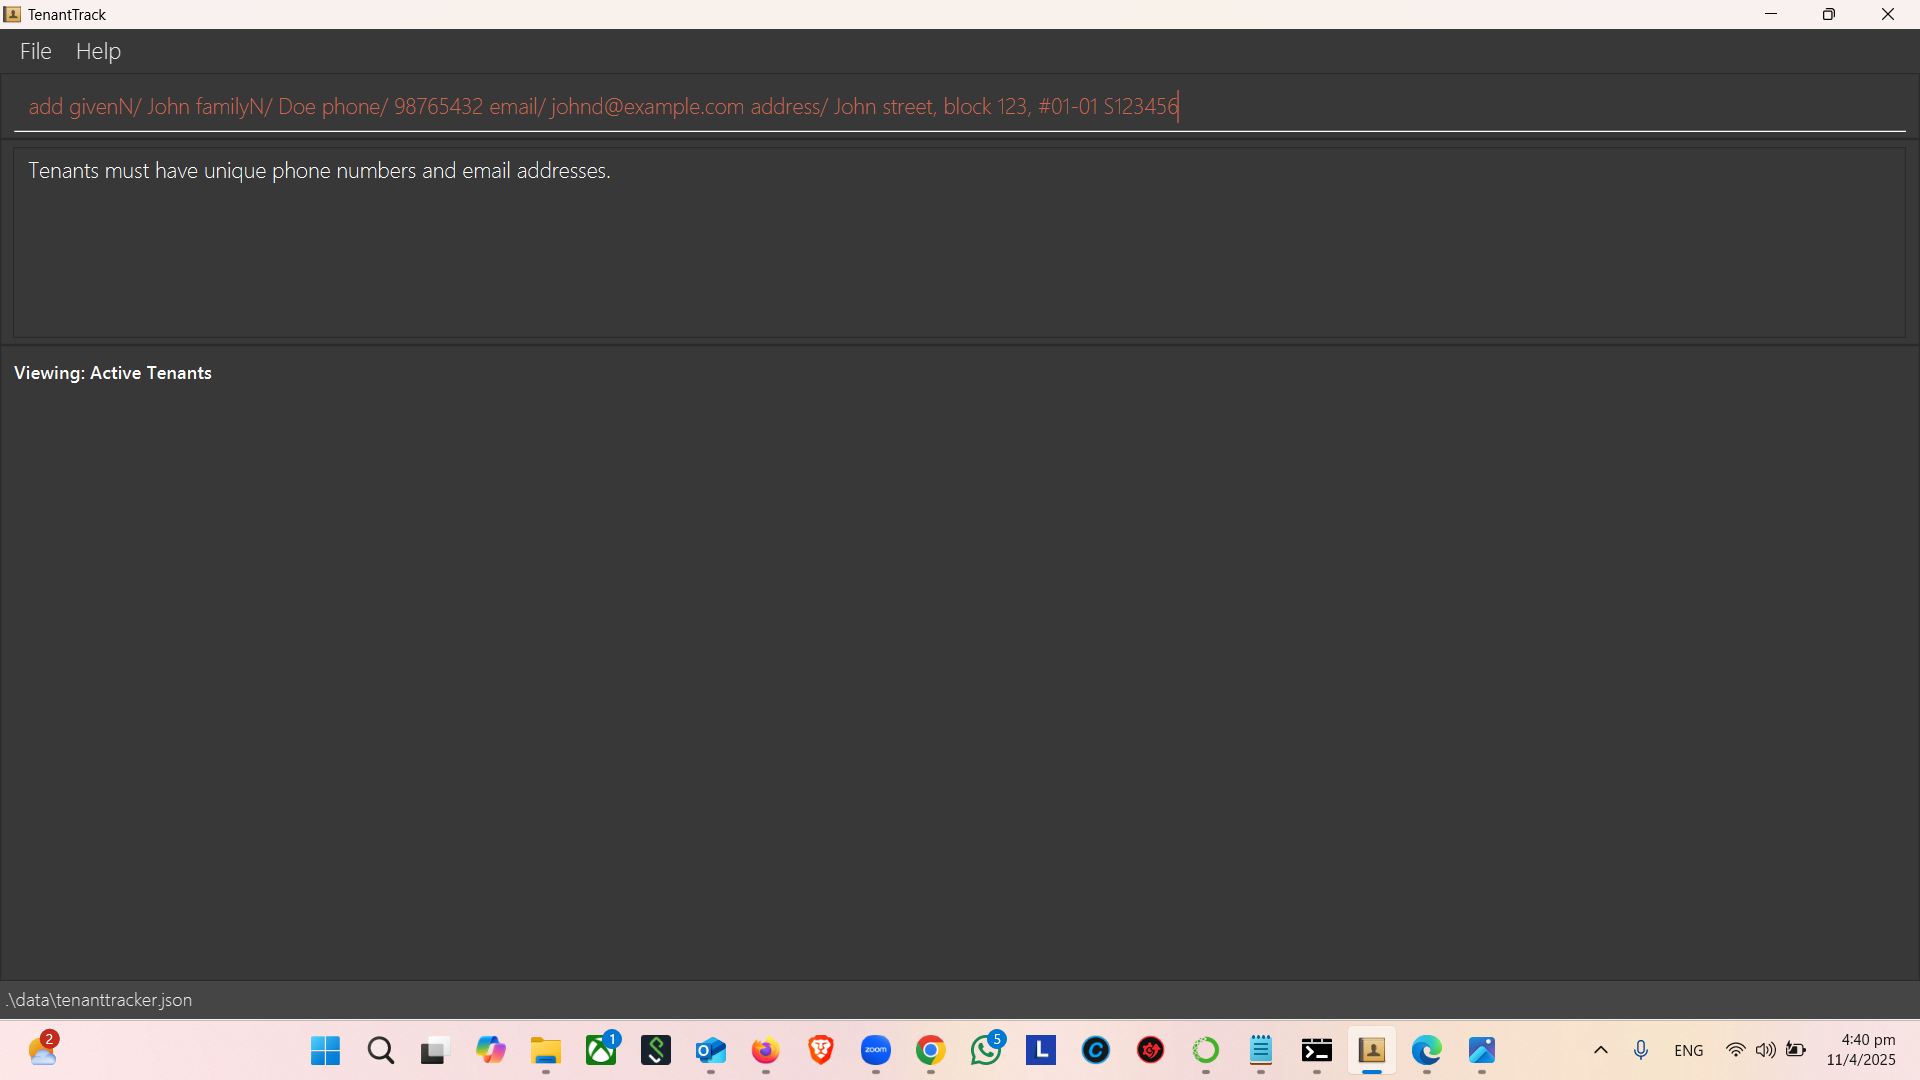 TenantTrack
File Help
add givenN/ John familyN/ Doe phone/ 98765432 email/ johnd@example.com address/ John street, block 123, #01-01 S123456
Tenants must have unique phone numbers and email addresses.
Viewing: Active Tenants
.\data\tenanttracker.json
2
1
zoom
5
L
ENG
4:40 pm
11/4/2025